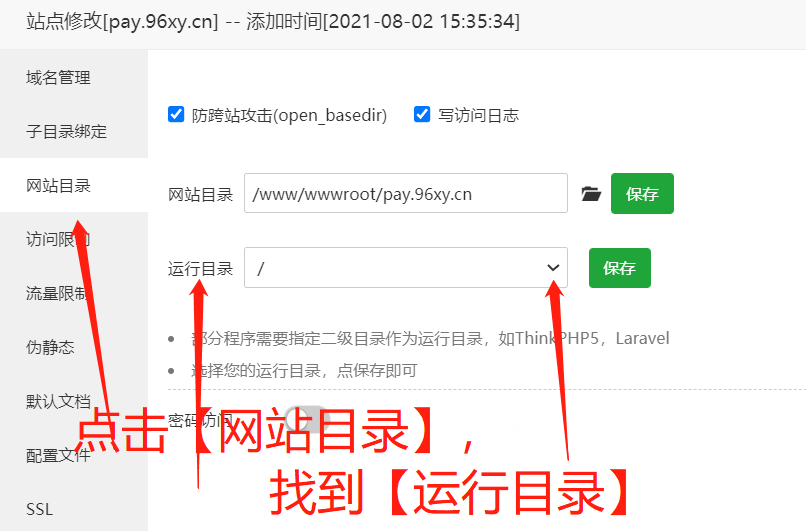 站点修改[pay.96xy.cn] -- 添加时间[2021-08-02 15:35:34]
域名管理
子目录绑定
网站目录
访问限制
流量限制
伪静态
默认文档
配置文件
SSL
防跨站攻击(open_basedir)
写访问日志
网站目录
/www/wwwroot/pay.96xy.cn
保存
运行目录
/
保存
部分程序需要指定二级目录作为运行目录，如ThinkPHP5，Laravel
选择您的运行目录，点保存即可
密码访问
点击【网站目录】，
找到【运行目录】